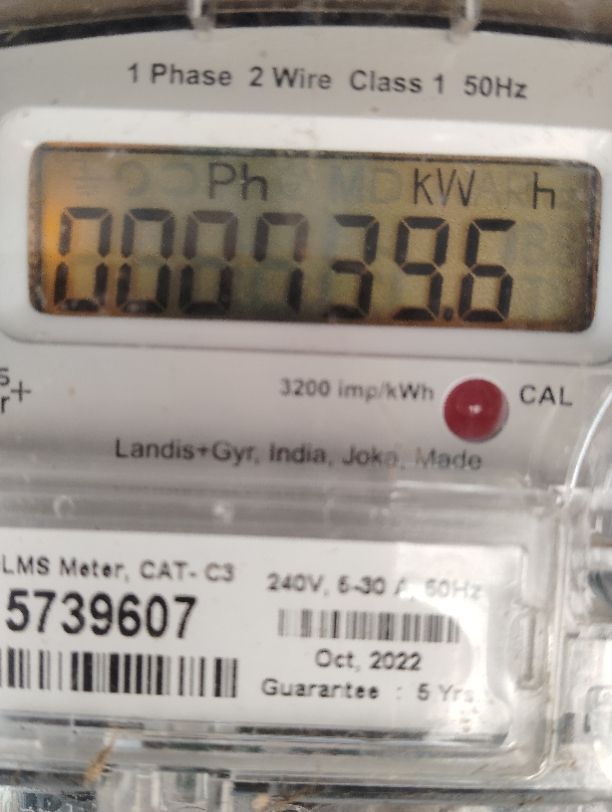 1 Phase 2 Wire Class 1 50Hz
Ph kW h
000739.6
3200 imp/kWh CAL
Landis+Gyr, India, Joka, Made
LMS Meter, CAT- C3
5739607
240V, 5-30 A, 50Hz
Oct, 2022
Guarantee : 5 Yrs